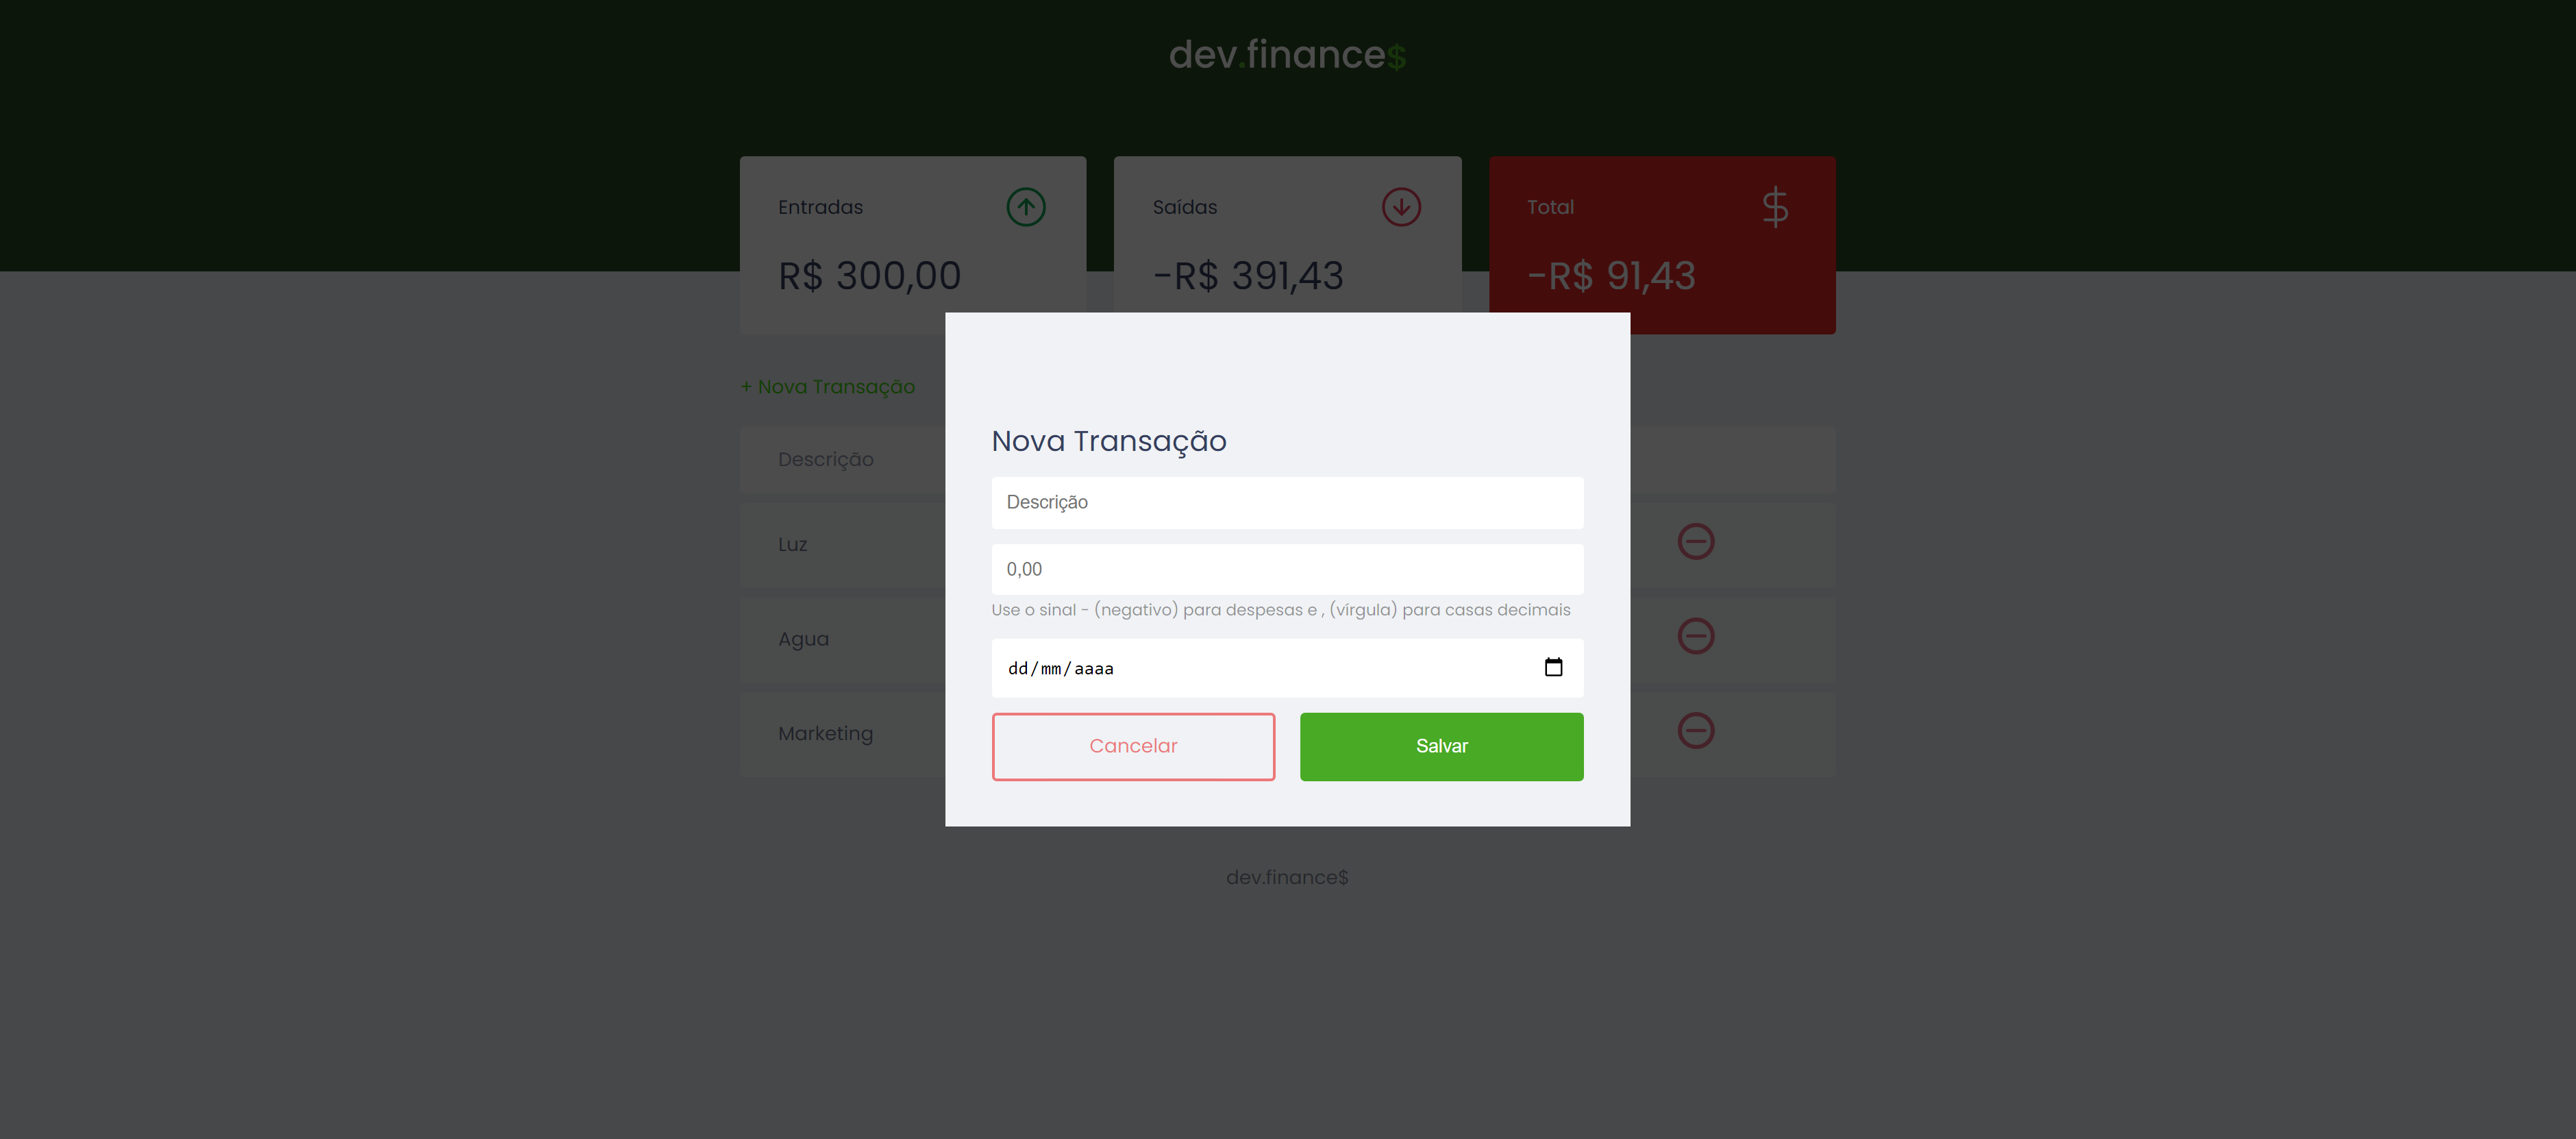 dev.finance$
Entradas
R$ 300,00
Saídas
-R$ 391,43
Total
-R$ 91,43
+ Nova Transação
Descrição
Luz
Agua
Marketing
Nova Transação
Descrição
0,00
Use o sinal - (negativo) para despesas e , (vírgula) para casas decimais
dd/mm/aaaa
Cancelar
Salvar
dev.finance$